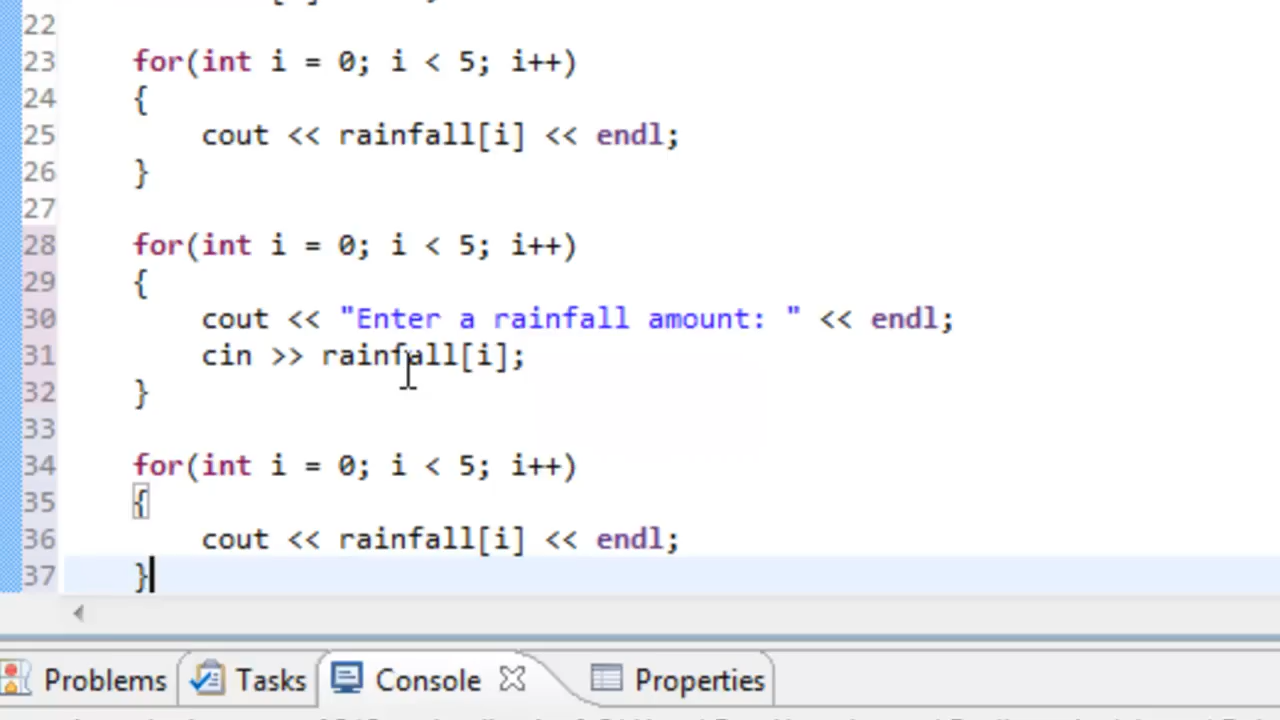 22
23 for(int i = 0; i < 5; i++)
24 {
25 cout << rainfall[i] << endl;
26 }
27
28 for(int i = 0; i < 5; i++)
29 {
30 cout << "Enter a rainfall amount: " << endl;
31 cin >> rainfall[i];
32 }
33
34 for(int i = 0; i < 5; i++)
35 {
36 cout << rainfall[i] << endl;
37 }
Problems Tasks Console Properties